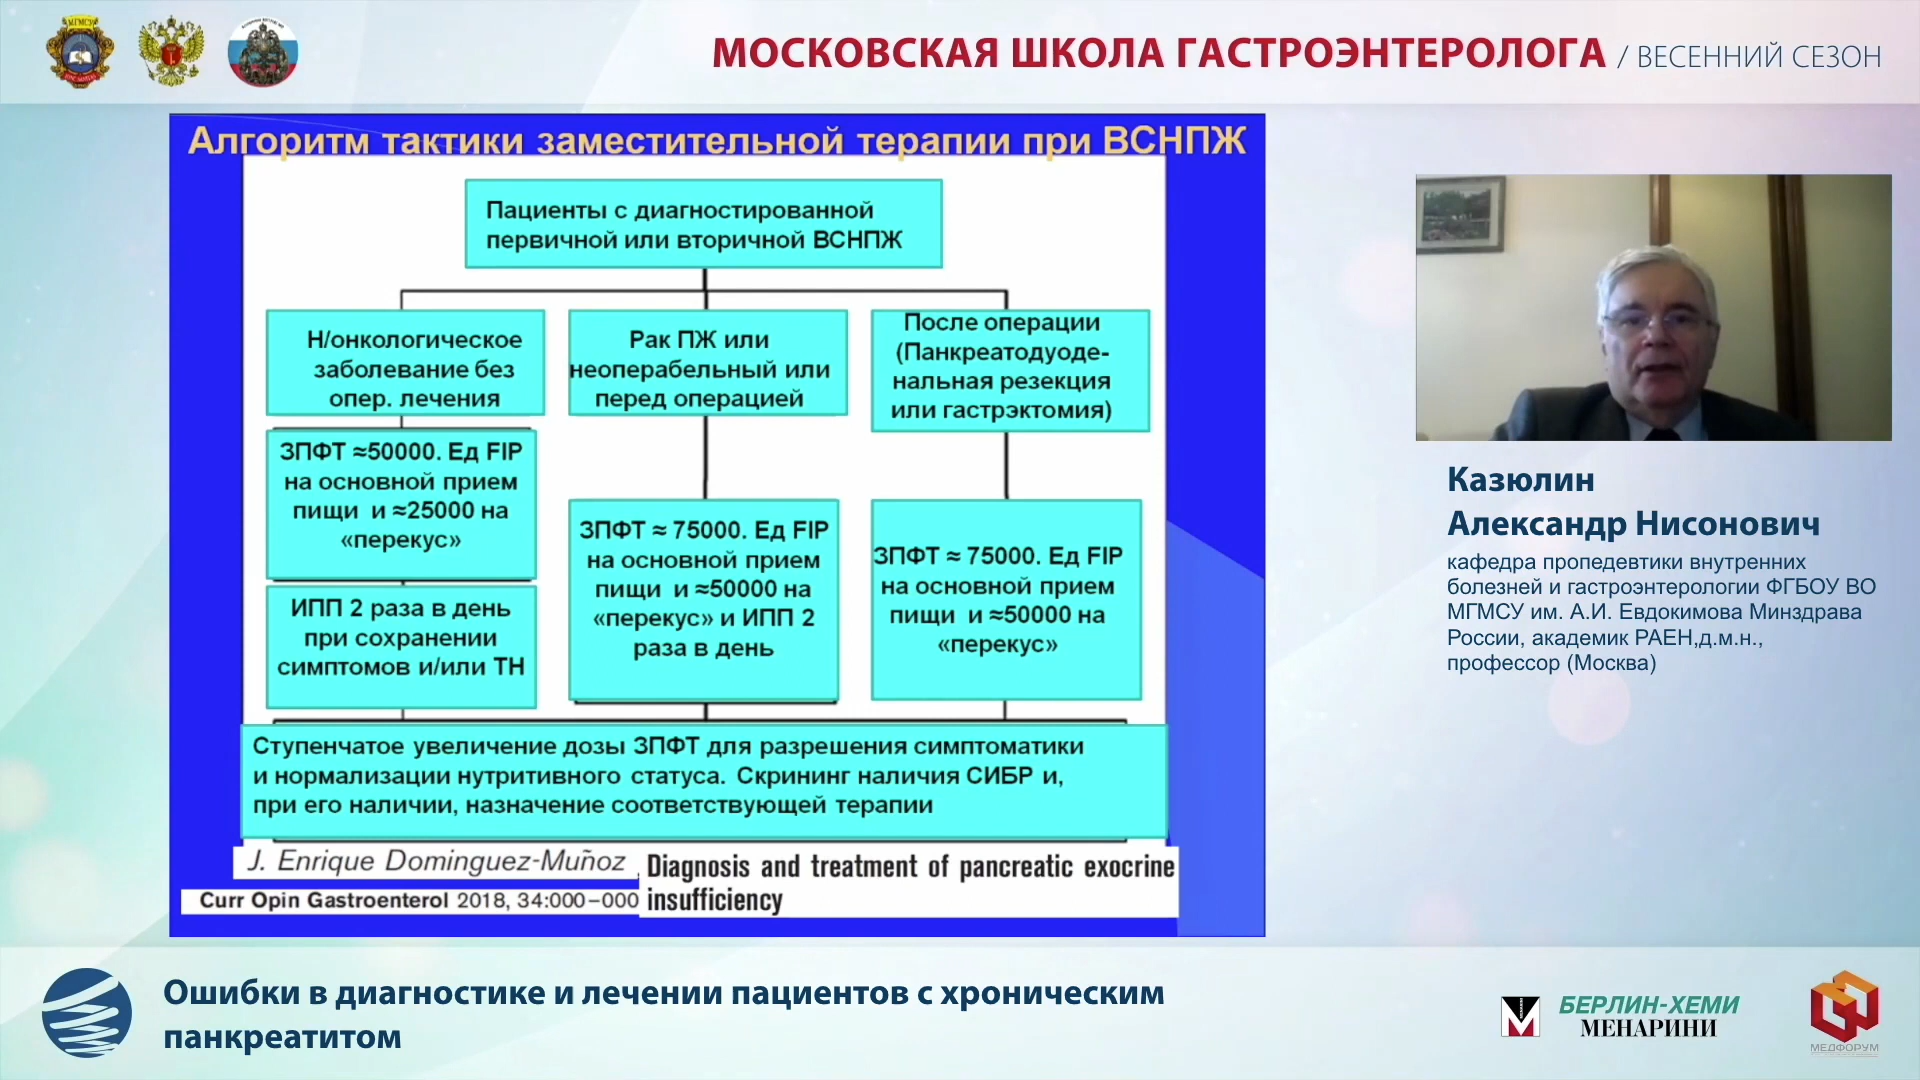 МОСКОВСКАЯ ШКОЛА ГАСТРОЭНТЕРОЛОГА / ВЕСЕННИЙ СЕЗОН
Алгоритм тактики заместительной терапии при ВСНПЖ
Пациенты с диагностированной
первичной или вторичной ВСНПЖ
Н/онкологическое
заболевание без
опер. лечения
Рак ПЖ или
неоперабельный или
перед операцией
После операции
(Панкреатодуоде-
нальная резекция
или гастрэктомия)
ЗПФТ ≈50000. Ед FIP
на основной прием
пищи и ≈25000 на
«перекус»
ИПП 2 раза в день
при сохранении
симптомов и/или ТН
ЗПФТ ≈ 75000. Ед FIP
на основной прием
пищи и ≈50000 на
«перекус» и ИПП 2
раза в день
ЗПФТ ≈ 75000. Ед FIP
на основной прием
пищи и ≈50000 на
«перекус»
Ступенчатое увеличение дозы ЗПФТ для разрешения симптоматики
и нормализации нутритивного статуса. Скрининг наличия СИБР и,
при его наличии, назначение соответствующей терапии
J. Enrique Domínguez-Muñoz
Curr Opin Gastroenterol 2018, 34:000–000
Diagnosis and treatment of pancreatic exocrine
insufficiency
Казюлин
Александр Нисонович
кафедра пропедевтики внутренних
болезней и гастроэнтерологии ФГБОУ ВО
МГМСУ им. А.И. Евдокимова Минздрава
России, академик РАЕН,д.м.н.,
профессор (Москва)
Ошибки в диагностике и лечении пациентов с хроническим
панкреатитом
БЕРЛИН-ХЕМИ
МЕНАРИНИ
МЕДФОРУМ